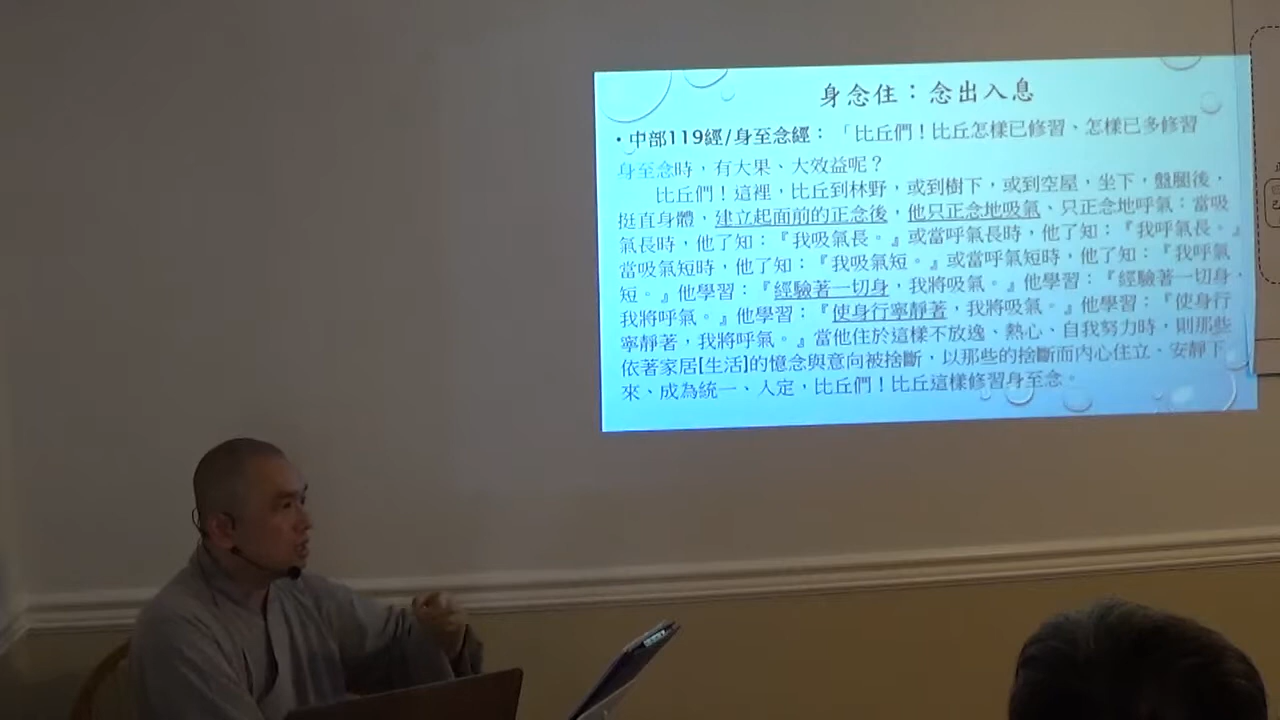 身念住：念出入息
• 中部119經/身至念經：「比丘們！比丘怎樣已修習、怎樣已多修習
身至念時，有大果、大效益呢？
比丘們！這裡，比丘到林野，或到樹下，或到空屋，坐下，盤腿後，
挺直身體，建立起面前的正念後，他只正念地吸氣、只正念地呼氣：當吸
氣長時，他了知：『我吸氣長。』或當呼氣長時，他了知：『我呼氣長。』
當吸氣短時，他了知：『我吸氣短。』或當呼氣短時，他了知：『我呼氣
短。』他學習：『經驗著一切身，我將吸氣。』他學習：『經驗著一切身，
我將呼氣。』他學習：『使身行寧靜著，我將吸氣。』他學習：『使身行
寧靜著，我將呼氣。』當他住於這樣不放逸、熱心、自我努力時，則那些
依著家居[生活]的憶念與意向被捨斷，以那些的捨斷而內心住立、安靜下
來、成為統一、入定，比丘們！比丘這樣修習身至念。